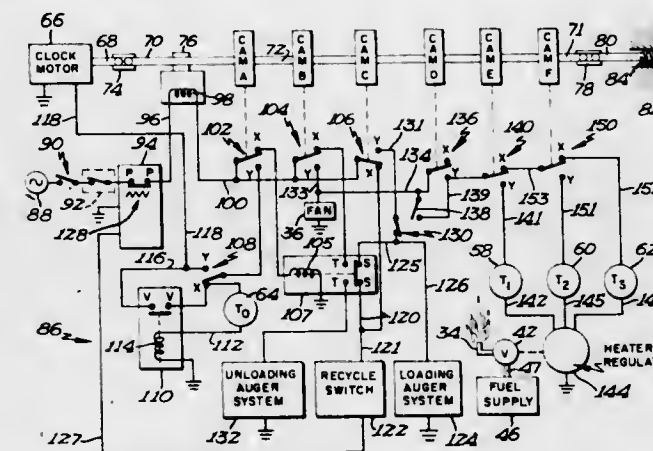 66
CLOCK
MOTOR
68
70
76
74
72
CAM A
CAM B
CAM C
CAM D
CAM E
CAM F
71
80
78
84
82
118
96
98
90
94
P P
88
92
128
102
X
Y
104
X
Y
106
Y
X
131
136
X
Y
140
X
Y
150
X
Y
100
133
134
FAN
36
139
138
130
153
141
151
118
116
Y
108
X
105
107
T S
T S
125
126
58
60
62
T1
T2
T3
142
145
V V
64
T0
114
112
110
120
121
34
42
V
47
HEATER
REGULAT
144
86
127
UNLOADING
AUGER
SYSTEM
132
RECYCLE
SWITCH
122
LOADING
AUGER
SYSTEM
124
FUEL
SUPPLY
46